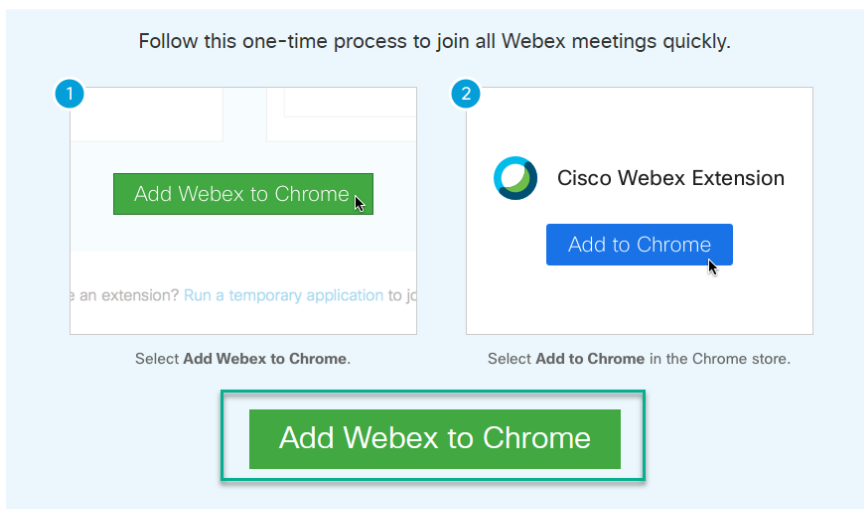 Follow this one-time process to join all Webex meetings quickly.
1
2
Add Webex to Chrome
Cisco Webex Extension
Add to Chrome
an extension? Run a temporary application to
Select Add Webex to Chrome.
Select Add to Chrome in the Chrome store.
Add Webex to Chrome